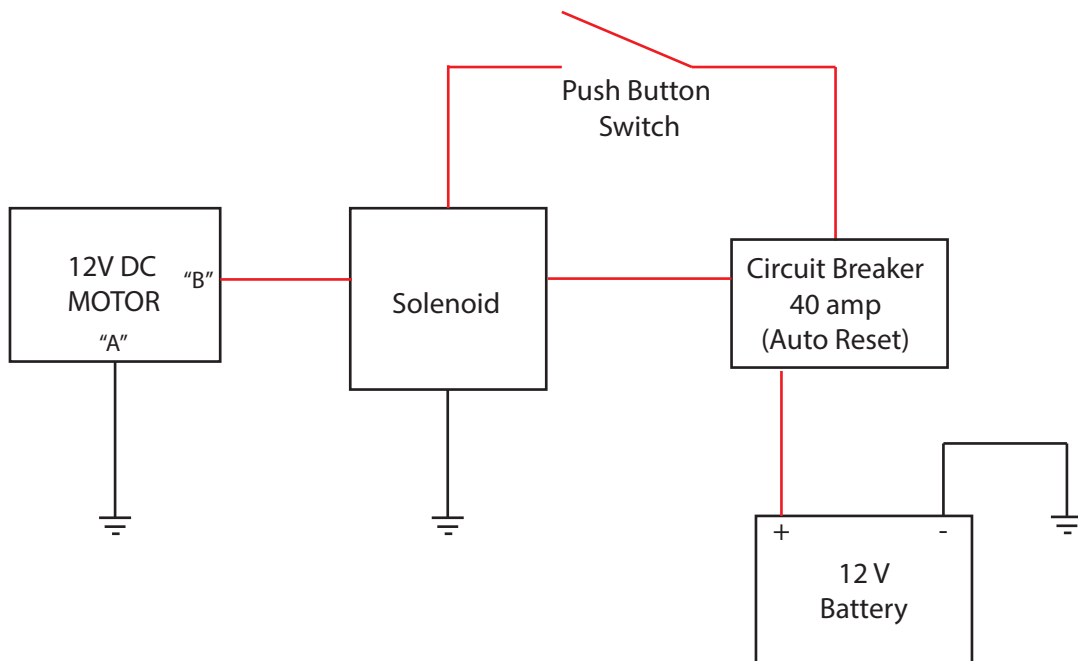 Push Button
Switch
12V DC
MOTOR
“B”
“A”
Solenoid
Circuit Breaker
40 amp
(Auto Reset)
+
-
12 V
Battery